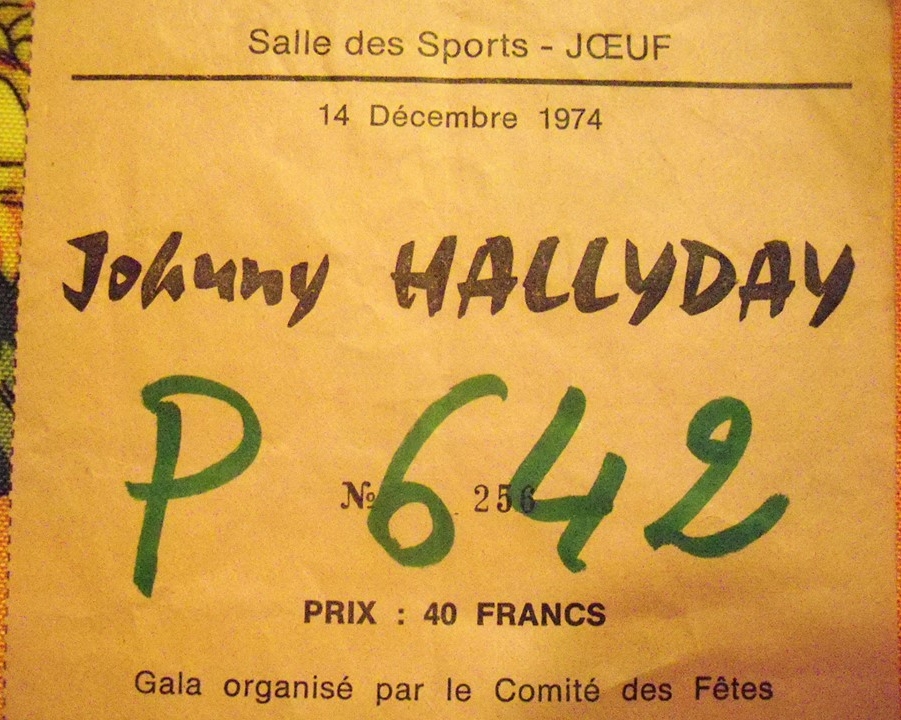 Salle des Sports - JŒUF
14 Décembre 1974
Johnny HALLYDAY
P 642
№ 256
PRIX : 40 FRANCS
Gala organisé par le Comité des Fêtes